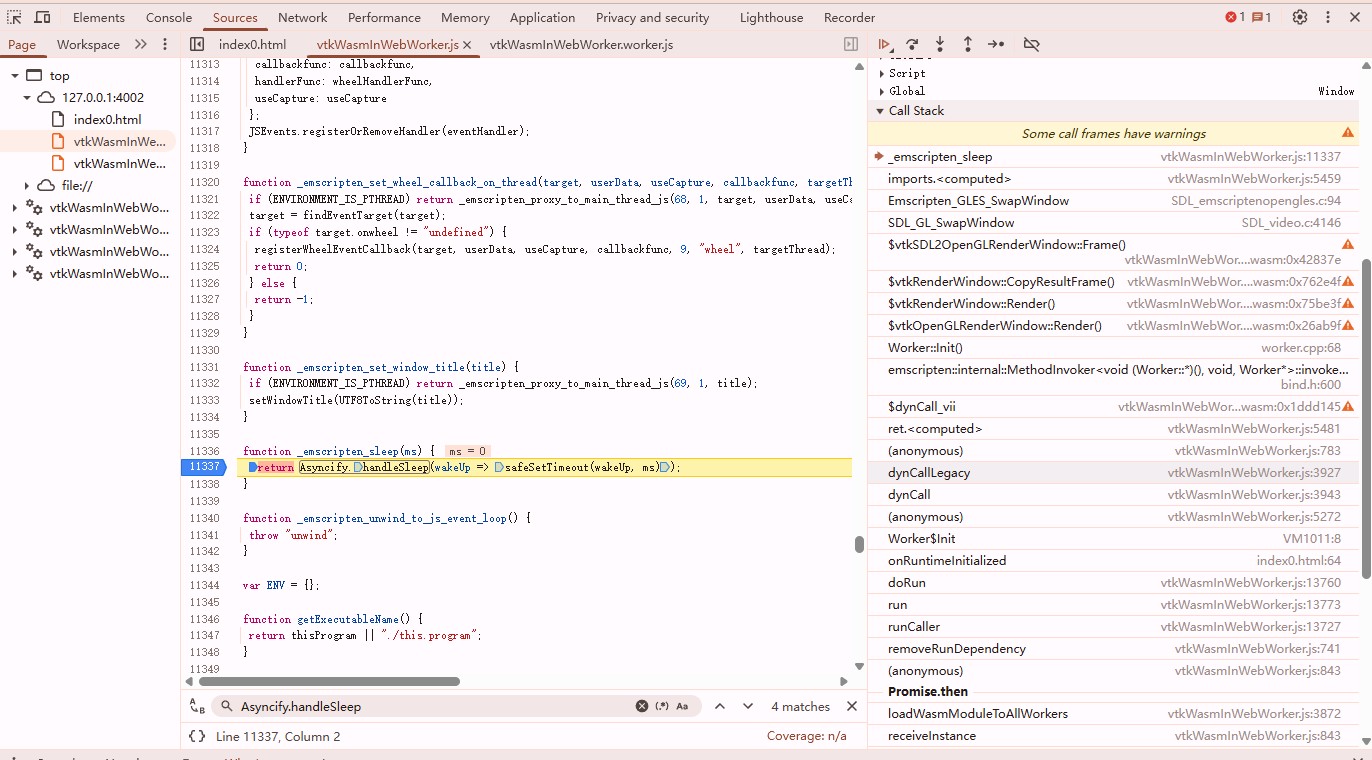 Elements Console Sources Network Performance Memory Application Privacy and security Lighthouse Recorder 1 1
Page Workspace index0.html vtkWasmInWebWorker.js vtkWasmInWebWorker.worker.js
top
127.0.0.1:4002
index0.html
vtkWasmInWe...
vtkWasmInWe...
file://
vtkWasmInWebWo...
vtkWasmInWebWo...
vtkWasmInWebWo...
vtkWasmInWebWo...
11313 callbackfunc: callbackfunc,
11314 handlerFunc: wheelHandlerFunc,
11315 useCapture: useCapture
11316 };
11317 JSEvents.registerOrRemoveHandler(eventHandler);
11318 }
11319
11320 function _emscripten_set_wheel_callback_on_thread(target, userData, useCapture, callbackfunc, targetTh
11321 if (ENVIRONMENT_IS_PTHREAD) return _emscripten_proxy_to_main_thread_js(68, 1, target, userData, useCa
11322 target = findEventTarget(target);
11323 if (typeof target.onwheel != "undefined") {
11324 registerWheelEventCallback(target, userData, useCapture, callbackfunc, 9, "wheel", targetThread);
11325 return 0;
11326 } else {
11327 return -1;
11328 }
11329 }
11330
11331 function _emscripten_set_window_title(title) {
11332 if (ENVIRONMENT_IS_PTHREAD) return _emscripten_proxy_to_main_thread_js(69, 1, title);
11333 setWindowTitle(UTF8ToString(title));
11334 }
11335
11336 function _emscripten_sleep(ms) { ms = 0
11337 return Asyncify.handleSleep(wakeUp => safeSetTimeout(wakeUp, ms));
11338 }
11339
11340 function _emscripten_unwind_to_js_event_loop() {
11341 throw "unwind";
11342 }
11343
11344 var ENV = {};
11345
11346 function getExecutableName() {
11347 return thisProgram || "./this.program";
11348 }
11349
Asyncify.handleSleep (.*) Aa 4 matches
{} Line 11337, Column 2 Coverage: n/a
Script
Global Window
Call Stack
Some call frames have warnings
_emscripten_sleep vtkWasmInWebWorker.js:11337
imports.<computed> vtkWasmInWebWorker.js:5459
Emscripten_GLES_SwapWindow SDL_emscriptenopengles.c:94
SDL_GL_SwapWindow SDL_video.c:4146
$vtkSDL2OpenGLRenderWindow::Frame()
vtkWasmInWebWor....wasm:0x42837e
$vtkRenderWindow::CopyResultFrame() vtkWasmInWebWor....wasm:0x762e4f
$vtkRenderWindow::Render() vtkWasmInWebWor....wasm:0x75be3f
$vtkOpenGLRenderWindow::Render() vtkWasmInWebWor....wasm:0x26ab9f
Worker::Init() worker.cpp:68
emscripten::internal::MethodInvoker<void (Worker::*)(), void, Worker*>::invoke...
bind.h:600
$dynCall_vii vtkWasmInWebWor...wasm:0x1ddd145
ret.<computed> vtkWasmInWebWorker.js:5481
(anonymous) vtkWasmInWebWorker.js:783
dynCallLegacy vtkWasmInWebWorker.js:3927
dynCall vtkWasmInWebWorker.js:3943
(anonymous) vtkWasmInWebWorker.js:5272
Worker$Init VM1011:8
onRuntimeInitialized index0.html:64
doRun vtkWasmInWebWorker.js:13760
run vtkWasmInWebWorker.js:13773
runCaller vtkWasmInWebWorker.js:13727
removeRunDependency vtkWasmInWebWorker.js:741
(anonymous) vtkWasmInWebWorker.js:843
Promise.then
loadWasmModuleToAllWorkers vtkWasmInWebWorker.js:3872
receiveInstance vtkWasmInWebWorker.js:843